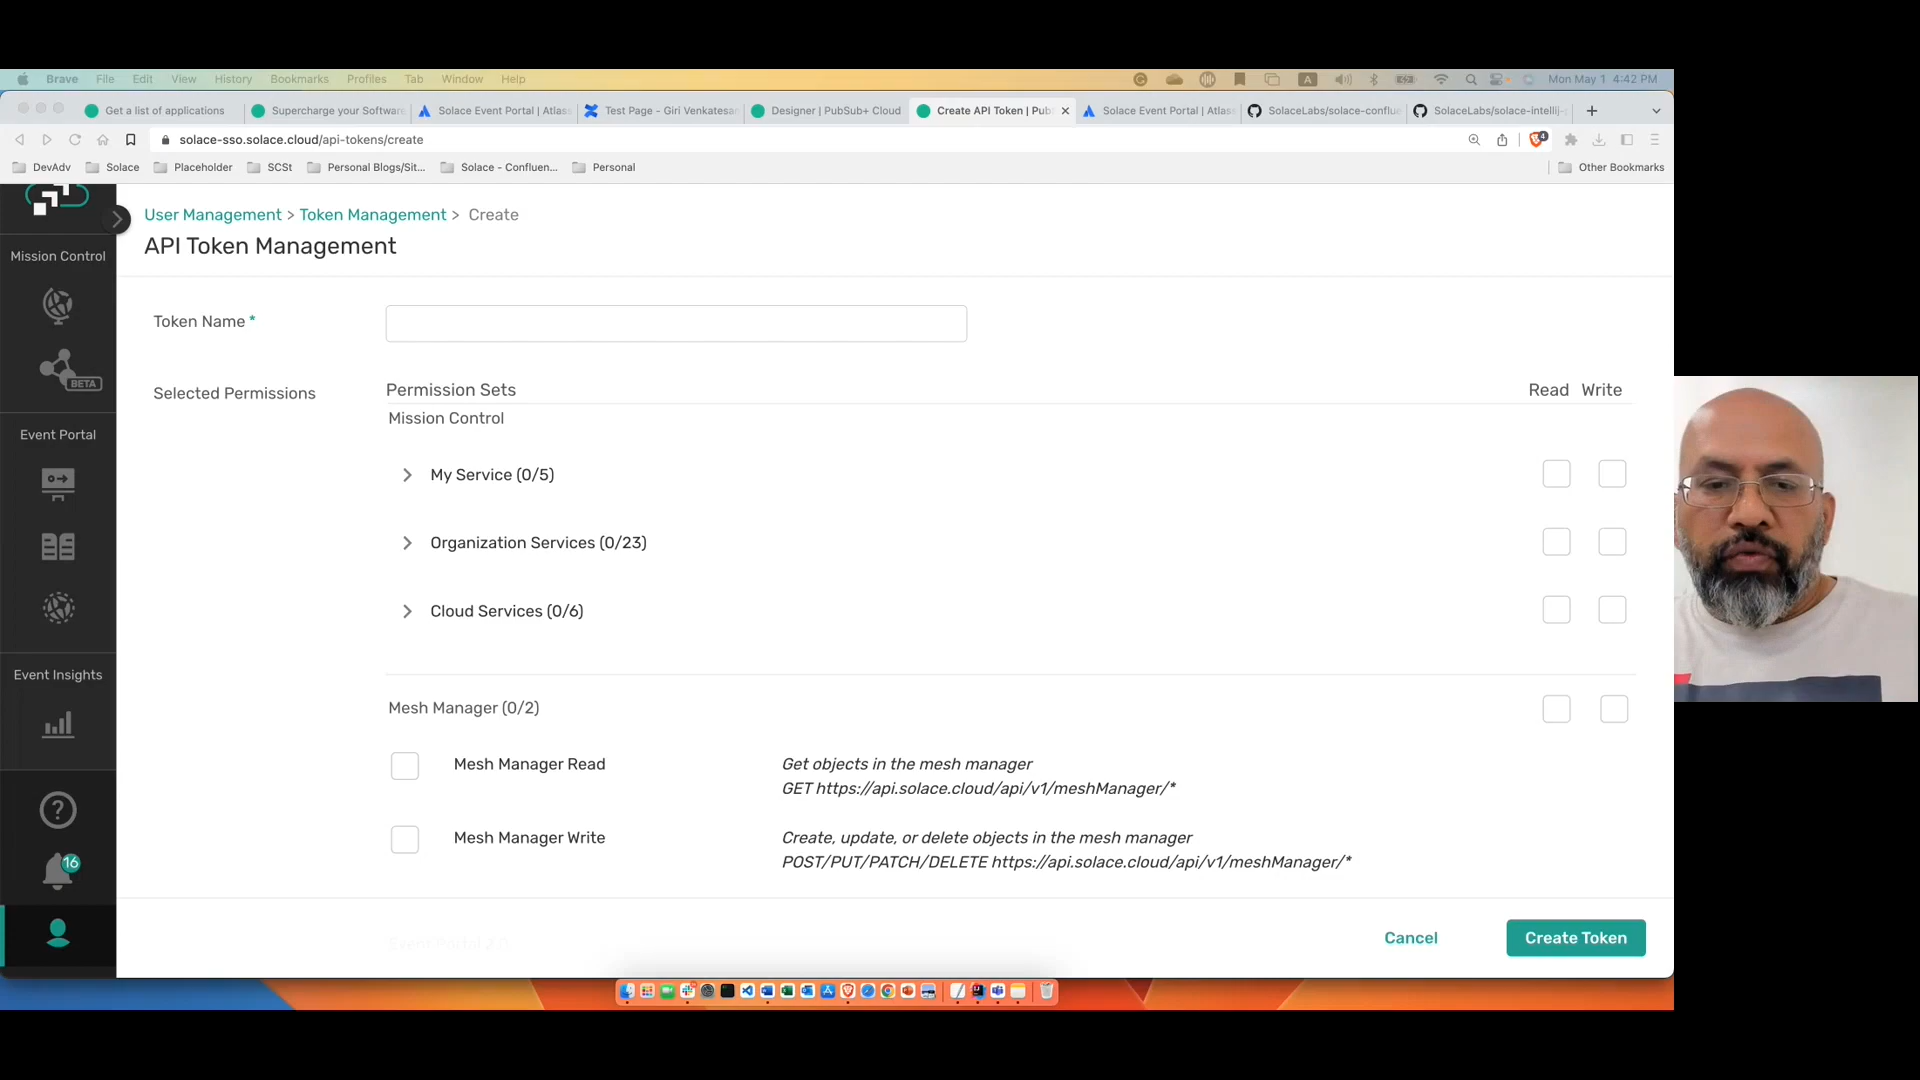 Brave File Edit View History Bookmarks Profiles Tab Window Help
A
Mon May 1 4:42 PM
Get a list of applications
Supercharge your Software
Solace Event Portal | Atlas
Test Page - Giri Venkatesa
Designer | PubSub+ Cloud
Create API Token | Pub
Solace Event Portal | Atlas
SolaceLabs/solace-conflue
SolaceLabs/solace-intellij-
solace-sso.solace.cloud/api-tokens/create
4
DevAdv Solace Placeholder SCSt Personal Blogs/Sit... Solace - Confluen... Personal
Other Bookmarks
User Management > Token Management > Create
API Token Management
Mission Control
BETA
Event Portal
Event Insights
?
16
Token Name *
Selected Permissions
Permission Sets Read Write
Mission Control
My Service (0/5)
Organization Services (0/23)
Cloud Services (0/6)
Mesh Manager (0/2)
Mesh Manager Read
Get objects in the mesh manager
GET https://api.solace.cloud/api/v1/meshManager/*
Mesh Manager Write
Create, update, or delete objects in the mesh manager
POST/PUT/PATCH/DELETE https://api.solace.cloud/api/v1/meshManager/*
Cancel
Create Token